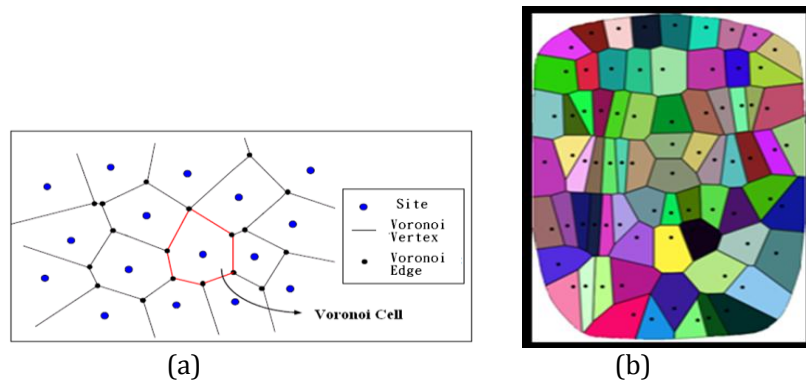 Site
Voronoi
Vertex
Voronoi
Edge
Voronoi Cell
(a)
(b)